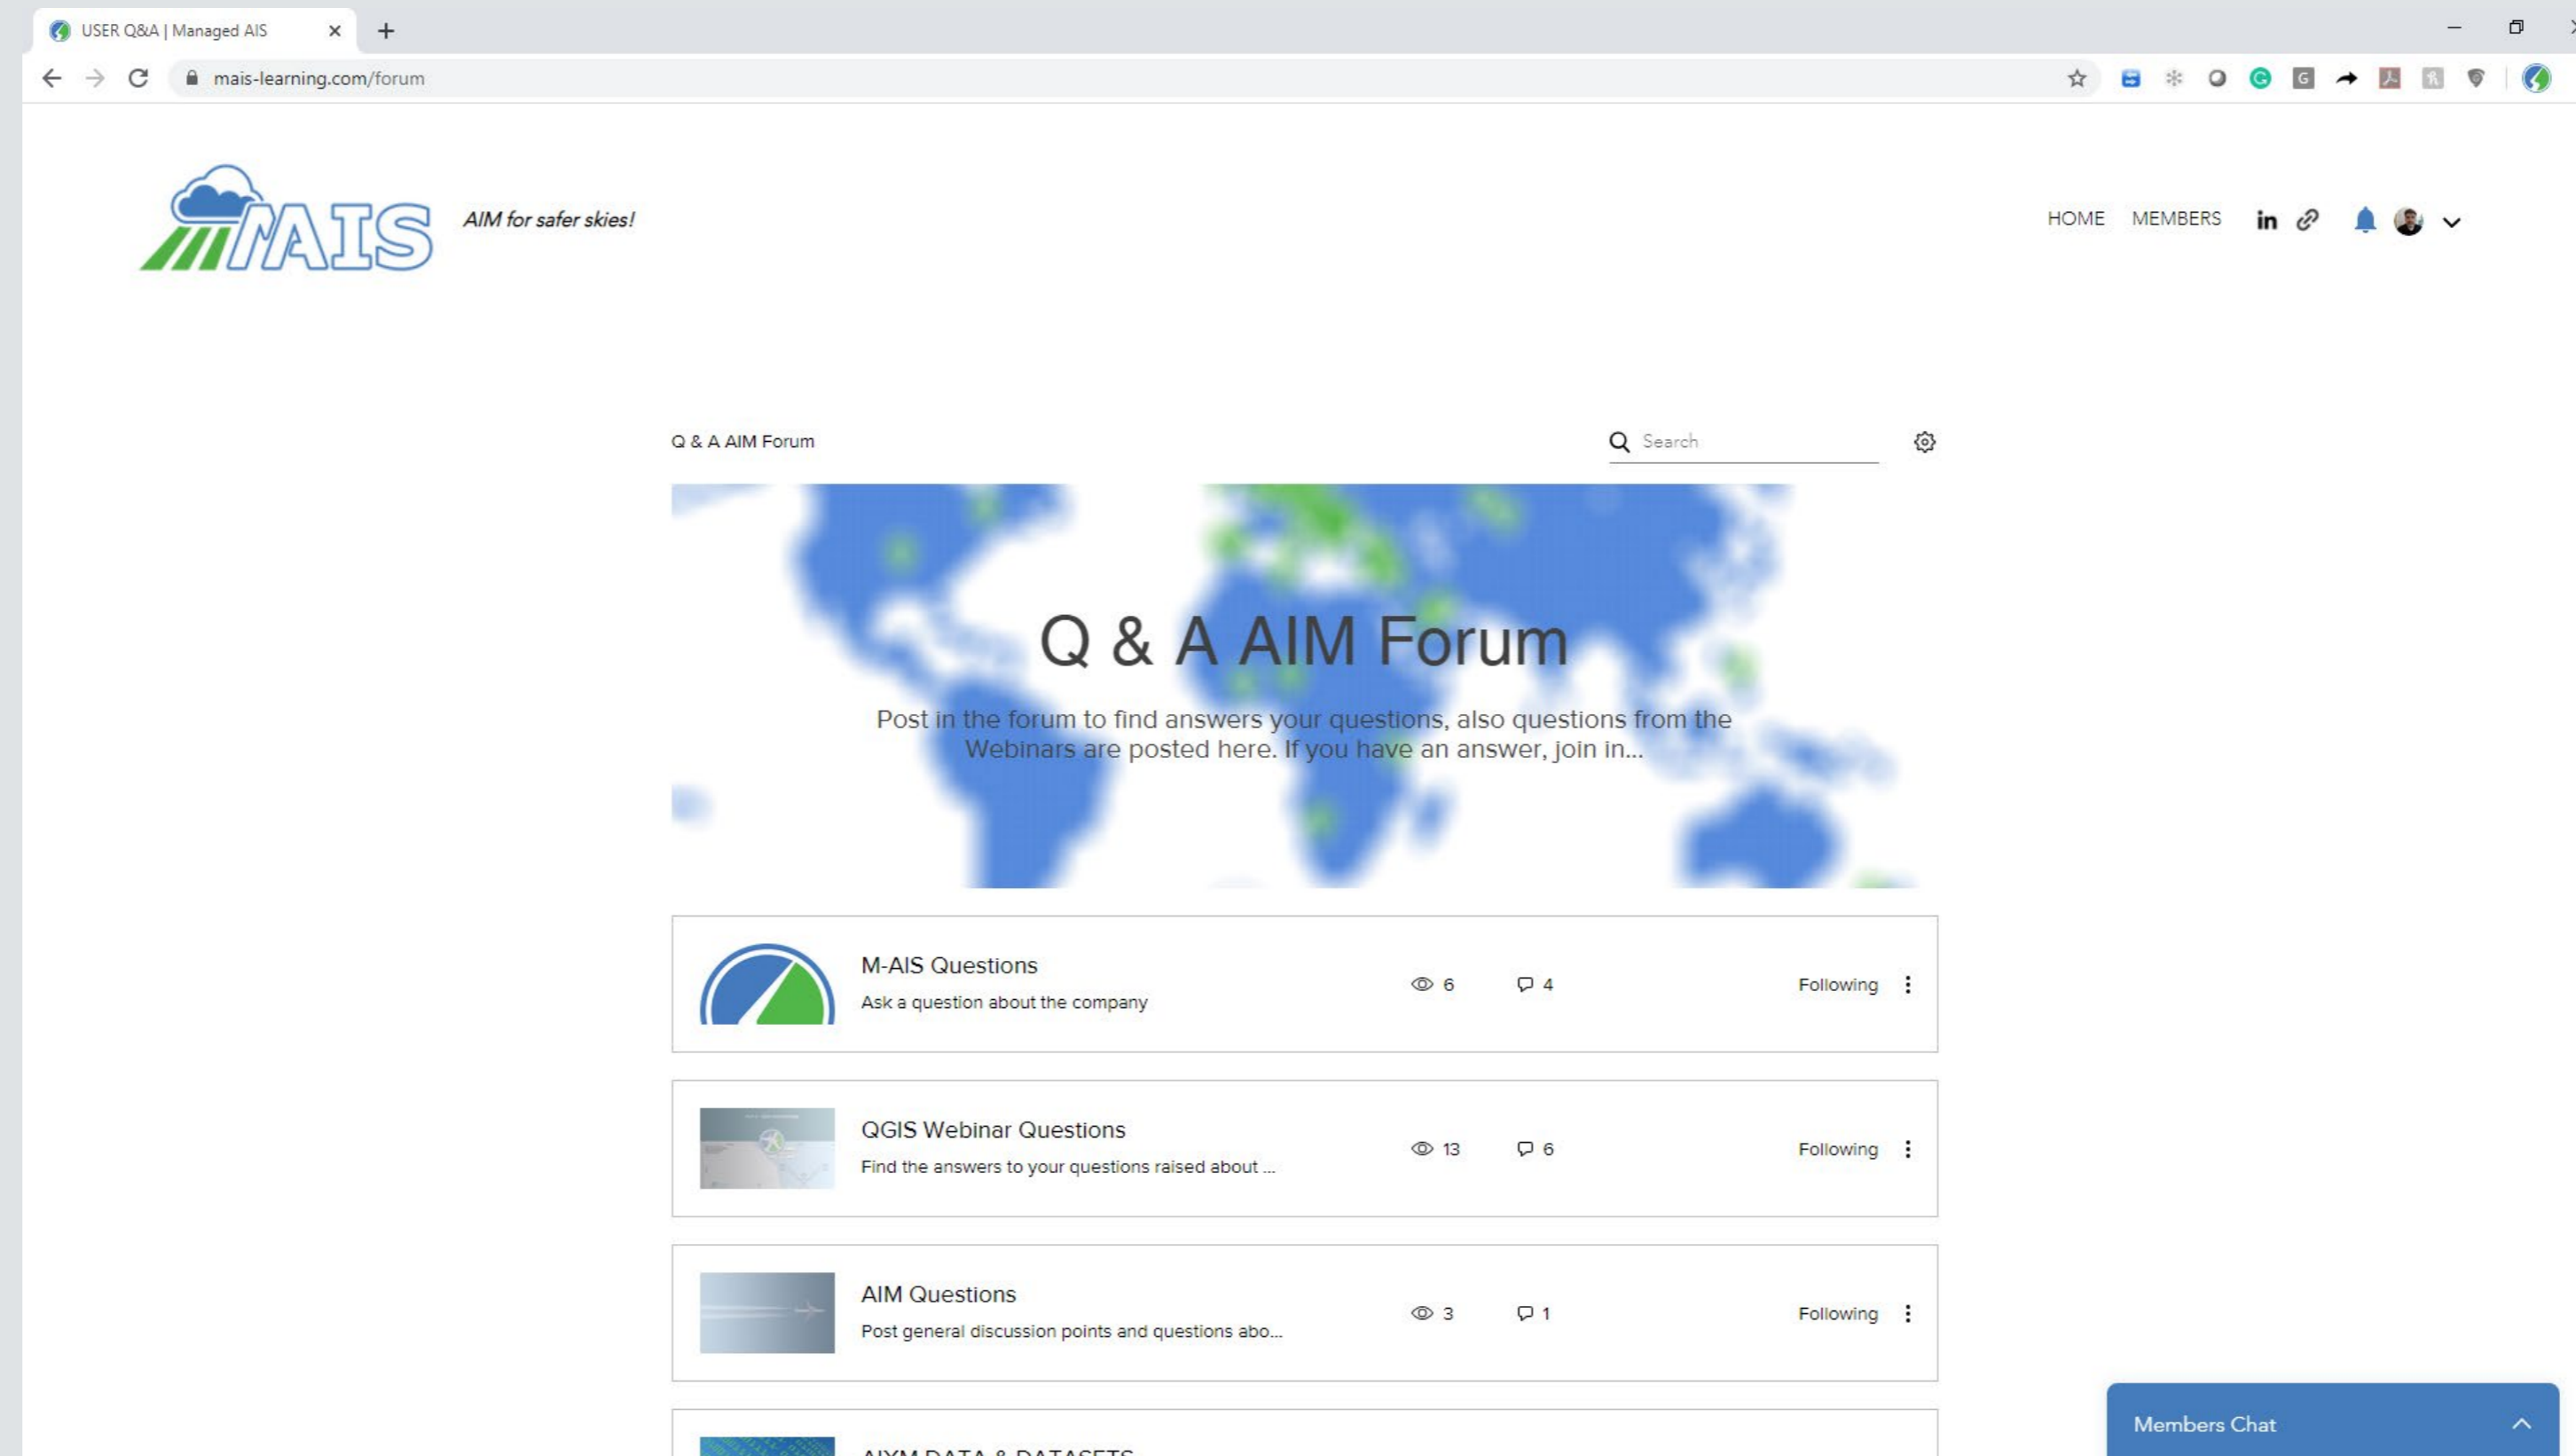 USER Q&A | Managed AIS
mais-learning.com/forum
MAIS
AIM for safer skies!
HOME MEMBERS in
Q & A AIM Forum
Search
Q & A AIM Forum
Post in the forum to find answers your questions, also questions from the
Webinars are posted here. If you have an answer, join in...
M-AIS Questions
Ask a question about the company
6 4 Following
QGIS Webinar Questions
Find the answers to your questions raised about ...
13 6 Following
AIM Questions
Post general discussion points and questions abo...
3 1 Following
AIXM DATA & DATASETS
Members Chat